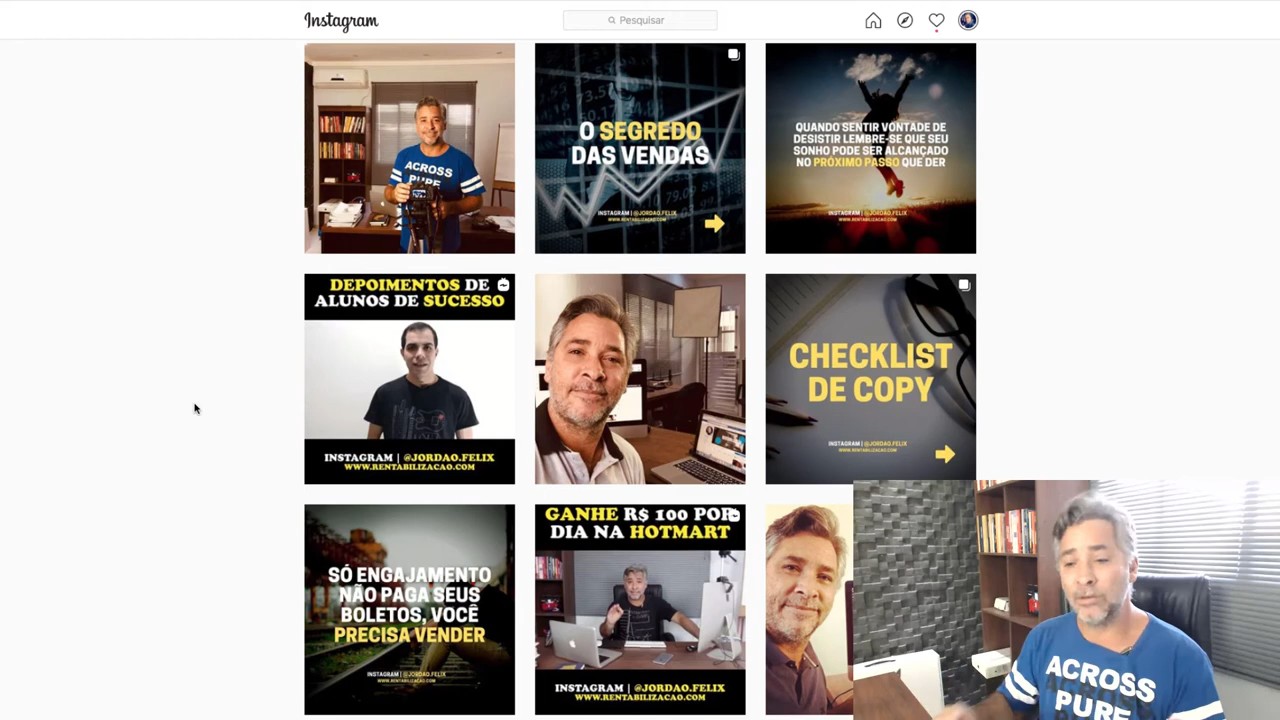 Instagram
Pesquisar
ACROSS
PURE
O SEGREDO
DAS VENDAS
INSTAGRAM | @JORDAO.FELIX
WWW.RENTABILIZACAO.COM
QUANDO SENTIR VONTADE DE
DESISTIR LEMBRE-SE QUE SEU
SONHO PODE SER ALCANÇADO
NO PRÓXIMO PASSO QUE DER
INSTAGRAM | @JORDAO.FELIX
WWW.RENTABILIZACAO.COM
DEPOIMENTOS DE
ALUNOS DE SUCESSO
INSTAGRAM | @JORDAO.FELIX
WWW.RENTABILIZACAO.COM
CHECKLIST
DE COPY
INSTAGRAM | @JORDAO.FELIX
WWW.RENTABILIZACAO.COM
SÓ ENGAJAMENTO
NÃO PAGA SEUS
BOLETOS, VOCÊ
PRECISA VENDER
INSTAGRAM | @JORDAO.FELIX
WWW.RENTABILIZACAO.COM
GANHE R$ 100 POR
DIA NA HOTMART
INSTAGRAM | @JORDAO.FELIX
WWW.RENTABILIZACAO.COM
ACROSS
PURE